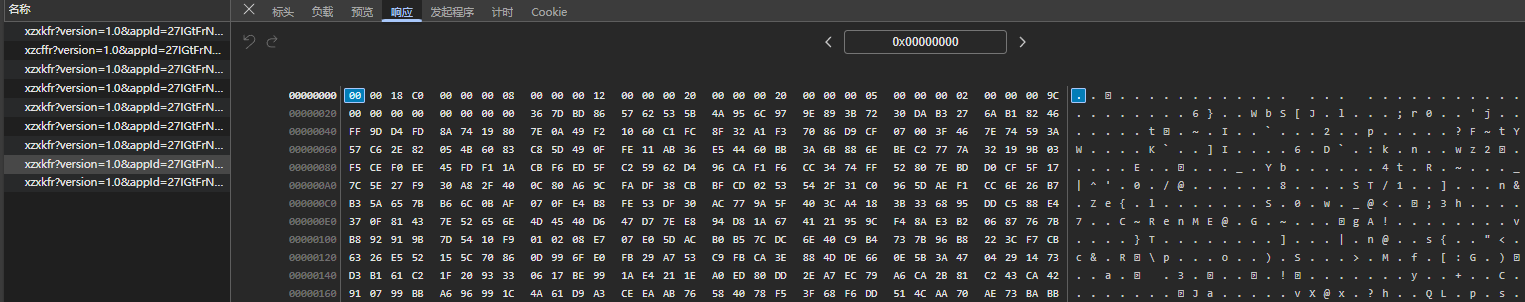 名称
xzxkfr?version=1.0&appId=27IGtFrN...
xzcffr?version=1.0&appId=27IGtFrN...
xzxkfr?version=1.0&appId=27IGtFrN...
xzxkfr?version=1.0&appId=27IGtFrN...
xzxkfr?version=1.0&appId=27IGtFrN...
xzxkfr?version=1.0&appId=27IGtFrN...
xzxkfr?version=1.0&appId=27IGtFrN...
xzxkfr?version=1.0&appId=27IGtFrN...
xzxkfr?version=1.0&appId=27IGtFrN...
标头 负载 预览 响应 发起程序 计时 Cookie
0x00000000
00000000 00 00 18 C0 00 00 00 08 00 00 00 12 00 00 00 20 00 00 00 20 00 00 00 05 00 00 00 02 00 00 00 9C
00000020 00 00 00 00 00 00 00 00 36 7D BD 86 57 62 53 5B 4A 95 6C 97 9E 89 3B 72 30 DA B3 27 6A B1 82 46
00000040 FF 9D D4 FD 8A 74 19 80 7E 0A 49 F2 10 60 C1 FC 8F 32 A1 F3 70 86 D9 CF 07 00 3F 46 7E 74 59 3A
00000060 57 C6 2E 82 05 4B 60 83 C8 5D 49 0F FE 11 AB 36 E5 44 60 BB 3A 6B 88 6E BE C2 77 7A 32 19 9B 03
00000080 F5 CE F0 EE 45 FD F1 1A CB F6 ED 5F C2 59 62 D4 96 CA F1 F6 CC 34 74 FF 52 80 7E BD D0 CF 5F 17
000000A0 7C 5E 27 F9 30 A8 2F 40 0C 80 A6 9C FA DF 38 CB BF CD 02 53 54 2F 31 C0 96 5D AE F1 CC 6E 26 B7
000000C0 B3 5A 65 7B B6 6C 0B AF 07 0F E4 B8 FE 53 DF 30 AC 77 9A 5F 40 3C A4 18 3B 33 68 95 DD C5 88 E4
000000E0 37 0F 81 43 7E 52 65 6E 4D 45 40 D6 47 D7 7E E8 94 D8 1A 67 41 21 95 9C F4 8A E3 B2 06 87 76 7B
00000100 B8 92 91 9B 7D 54 10 F9 01 02 08 E7 07 E0 5D AC B0 B5 7C DC 6E 40 C9 B4 73 7B 96 B8 22 3C F7 CB
00000120 63 26 E5 52 15 5C 70 86 0D 99 6F E0 FB 29 A7 53 C9 FB CA 3E 88 4D DE 66 0E 5B 3A 47 04 29 14 73
00000140 D3 B1 61 C2 1F 20 93 33 06 17 BE 99 1A E4 21 1E A0 ED 80 DD 2E A7 EC 79 A6 CA 2B 81 C2 43 CA 42
00000160 91 07 99 BB A6 96 99 1C 4A 61 D9 A3 CE EA AB 76 58 40 78 F5 3F 68 F6 DD 51 4C AA 70 AE 73 BA BB